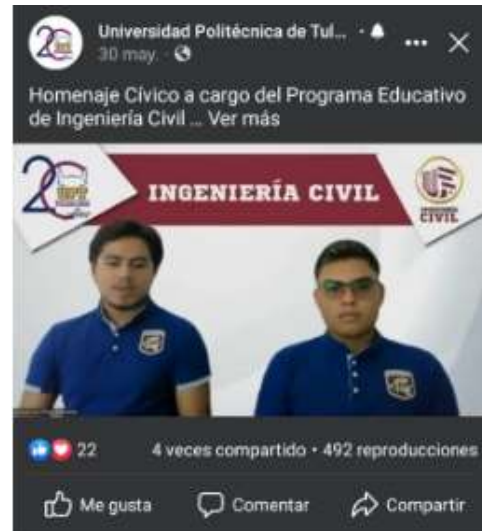 Universidad Politécnica de Tul...
30 may.
Homenaje Cívico a cargo del Programa Educativo
de Ingeniería Civil ... Ver más
INGENIERÍA CIVIL
CIVIL
22
4 veces compartido • 492 reproducciones
Me gusta
Comentar
Compartir